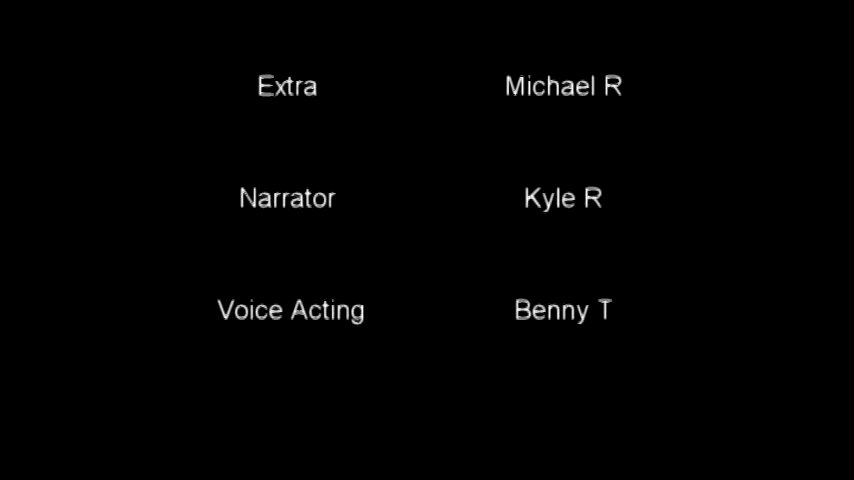 Extra Michael R
Narrator Kyle R
Voice Acting Benny T